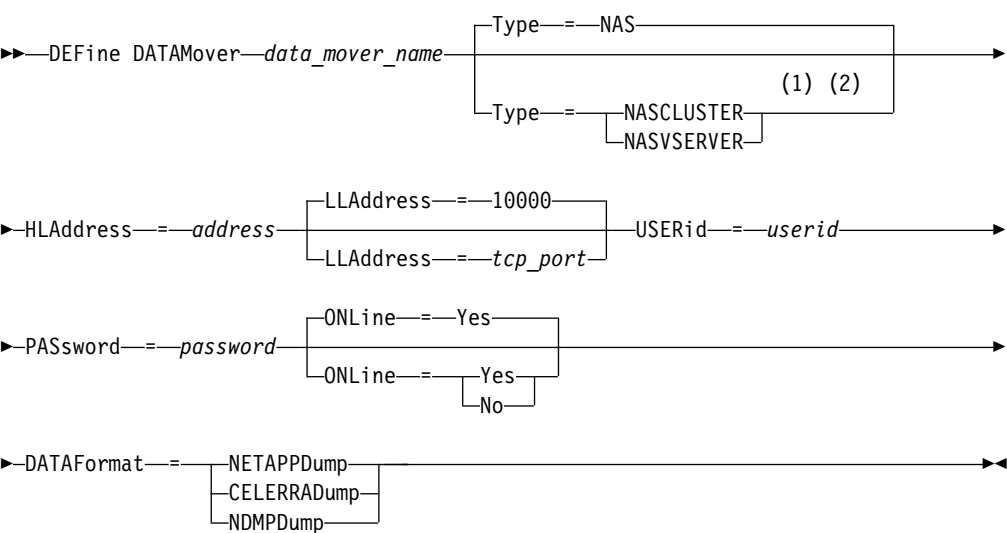 Type = NAS
DEFine DATAMover data_mover_name
(1) (2)
Type = NASCLUSTER
NASVSERVER
LLAddress = 10000
HLAddress = address USERid = userid
LLAddress = tcp_port
ONLine = Yes
PASsword = password
ONLine = Yes
No
DATAFormat = NETAPPDump
CELERRADump
NDMPDump